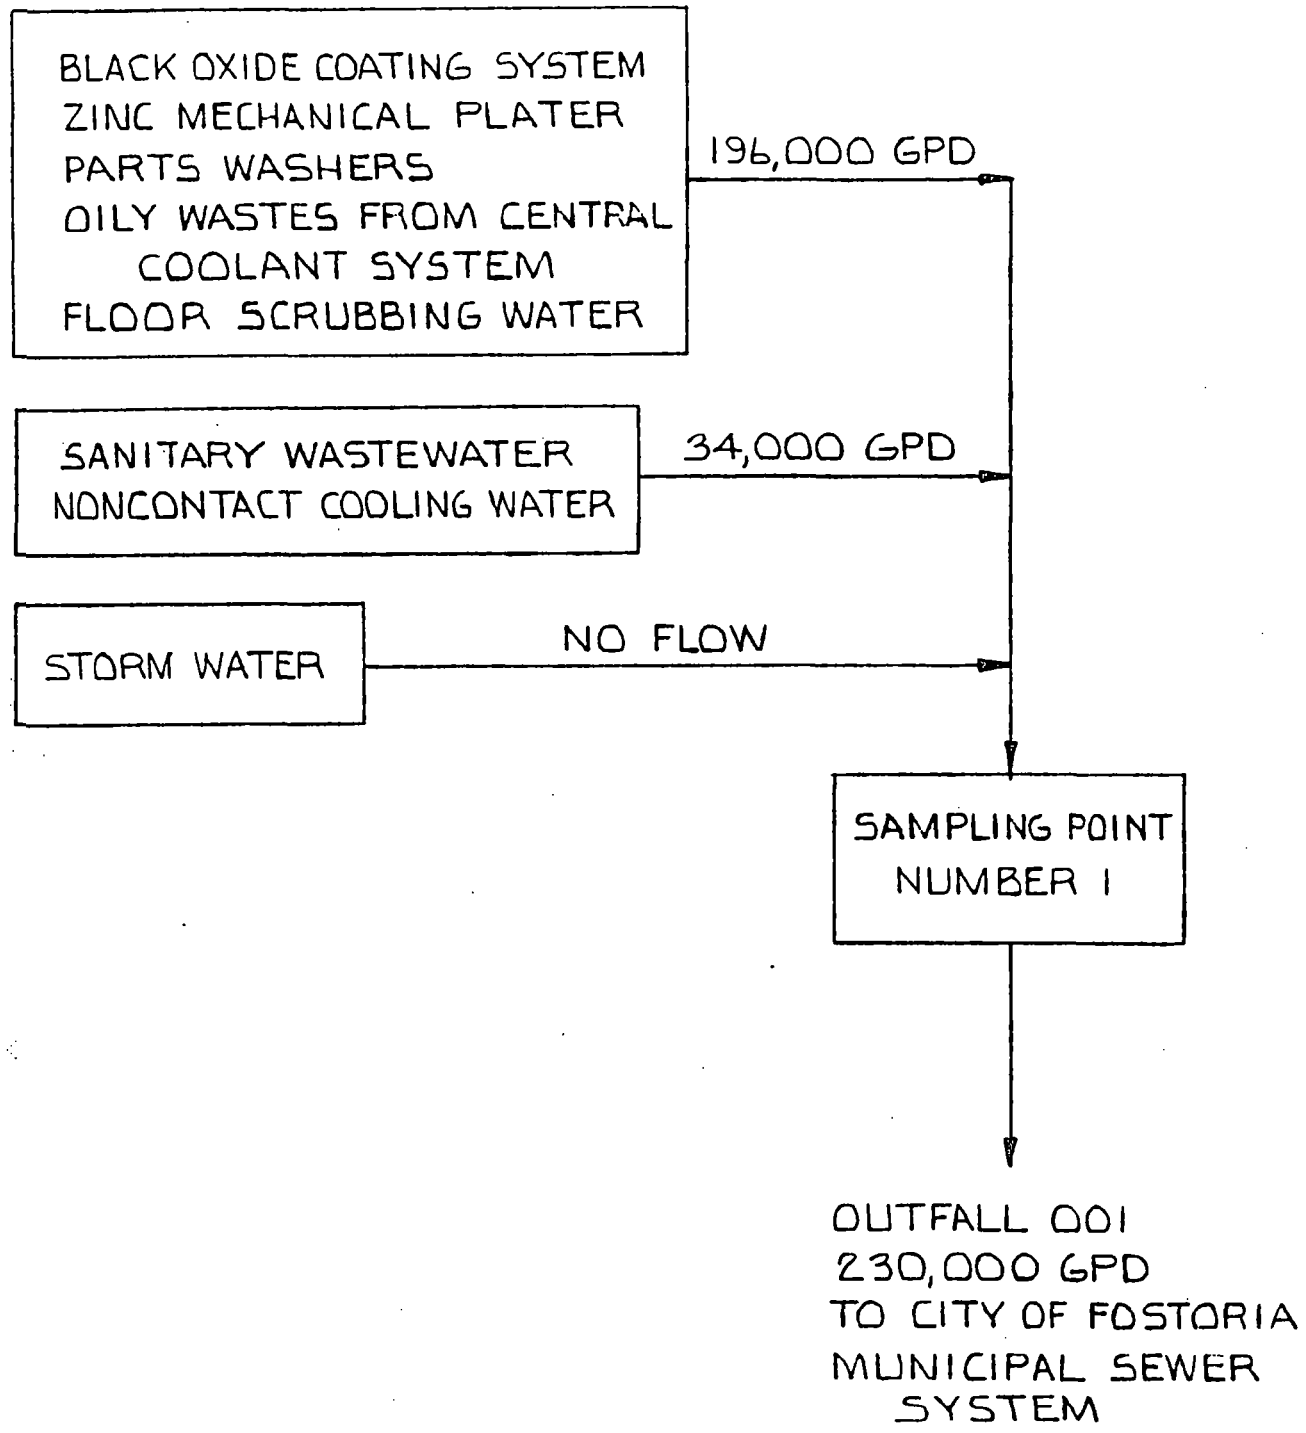 BLACK OXIDE COATING SYSTEM
ZINC MECHANICAL PLATER
PARTS WASHERS
OILY WASTES FROM CENTRAL
COOLANT SYSTEM
FLOOR SCRUBBING WATER
196,000 GPD
SANITARY WASTEWATER
NONCONTACT COOLING WATER
34,000 GPD
STORM WATER
NO FLOW
SAMPLING POINT
NUMBER 1
OUTFALL 001
230,000 GPD
TO CITY OF FOSTORIA
MUNICIPAL SEWER
SYSTEM